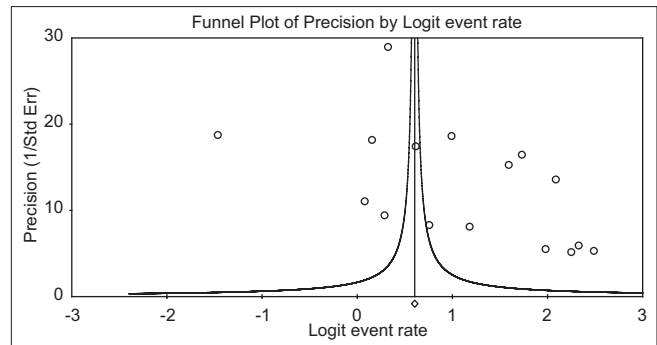 Funnel Plot of Precision by Logit event rate
30
20
10
0
Precision (1/Std Err)
-3 -2 -1 0 1 2 3
Logit event rate